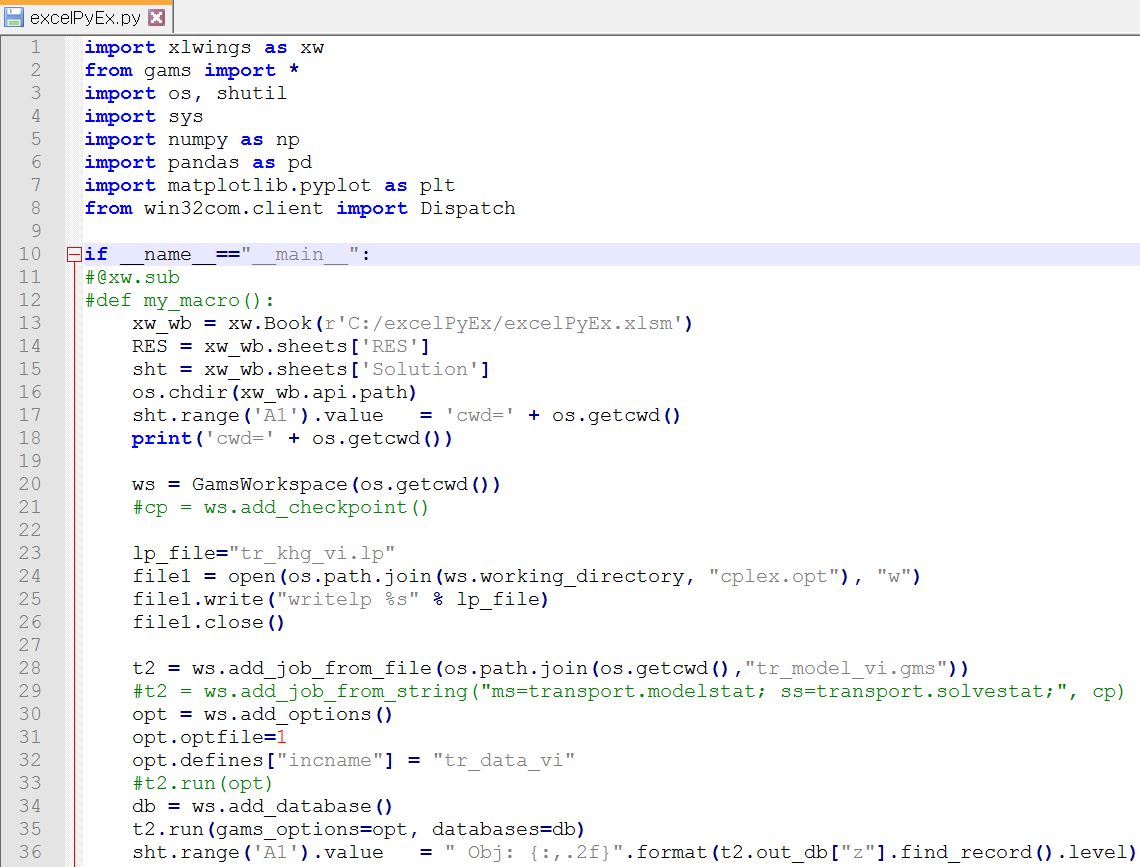 excelPyEx.py
1 import xlwings as xw
2 from gams import *
3 import os, shutil
4 import sys
5 import numpy as np
6 import pandas as pd
7 import matplotlib.pyplot as plt
8 from win32com.client import Dispatch
9
10 if __name__=="__main__":
11 #@xw.sub
12 #def my_macro():
13     xw_wb = xw.Book(r'C:/excelPyEx/excelPyEx.xlsm')
14     RES = xw_wb.sheets['RES']
15     sht = xw_wb.sheets['Solution']
16     os.chdir(xw_wb.api.path)
17     sht.range('A1').value   = 'cwd=' + os.getcwd()
18     print('cwd=' + os.getcwd())
19
20     ws = GamsWorkspace(os.getcwd())
21     #cp = ws.add_checkpoint()
22
23     lp_file="tr_khg_vi.lp"
24     file1 = open(os.path.join(ws.working_directory, "cplex.opt"), "w")
25     file1.write("writelp %s" % lp_file)
26     file1.close()
27
28     t2 = ws.add_job_from_file(os.path.join(os.getcwd(),"tr_model_vi.gms"))
29     #t2 = ws.add_job_from_string("ms=transport.modelstat; ss=transport.solvestat;", cp)
30     opt = ws.add_options()
31     opt.optfile=1
32     opt.defines["incname"] = "tr_data_vi"
33     #t2.run(opt)
34     db = ws.add_database()
35     t2.run(gams_options=opt, databases=db)
36     sht.range('A1').value   = " Obj: {:,.2f}".format(t2.out_db["z"].find_record().level)